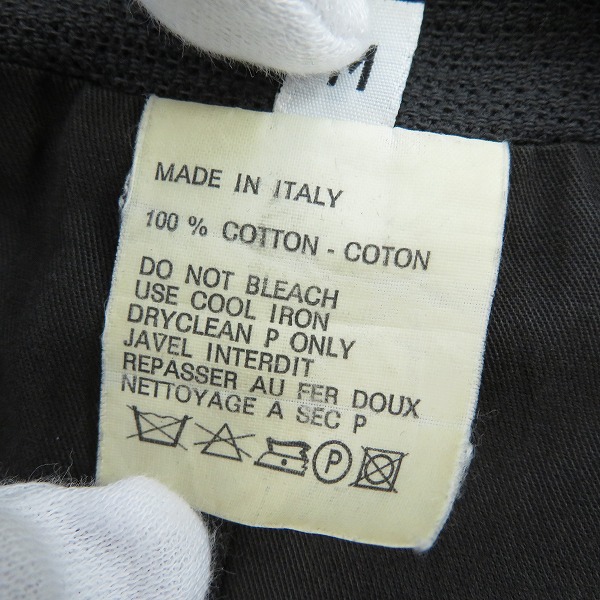 M
MADE IN ITALY
100 % COTTON - COTON
DO NOT BLEACH
USE COOL IRON
DRYCLEAN P ONLY
JAVEL INTERDIT
REPASSER AU FER DOUX
NETTOYAGE A SEC P
P